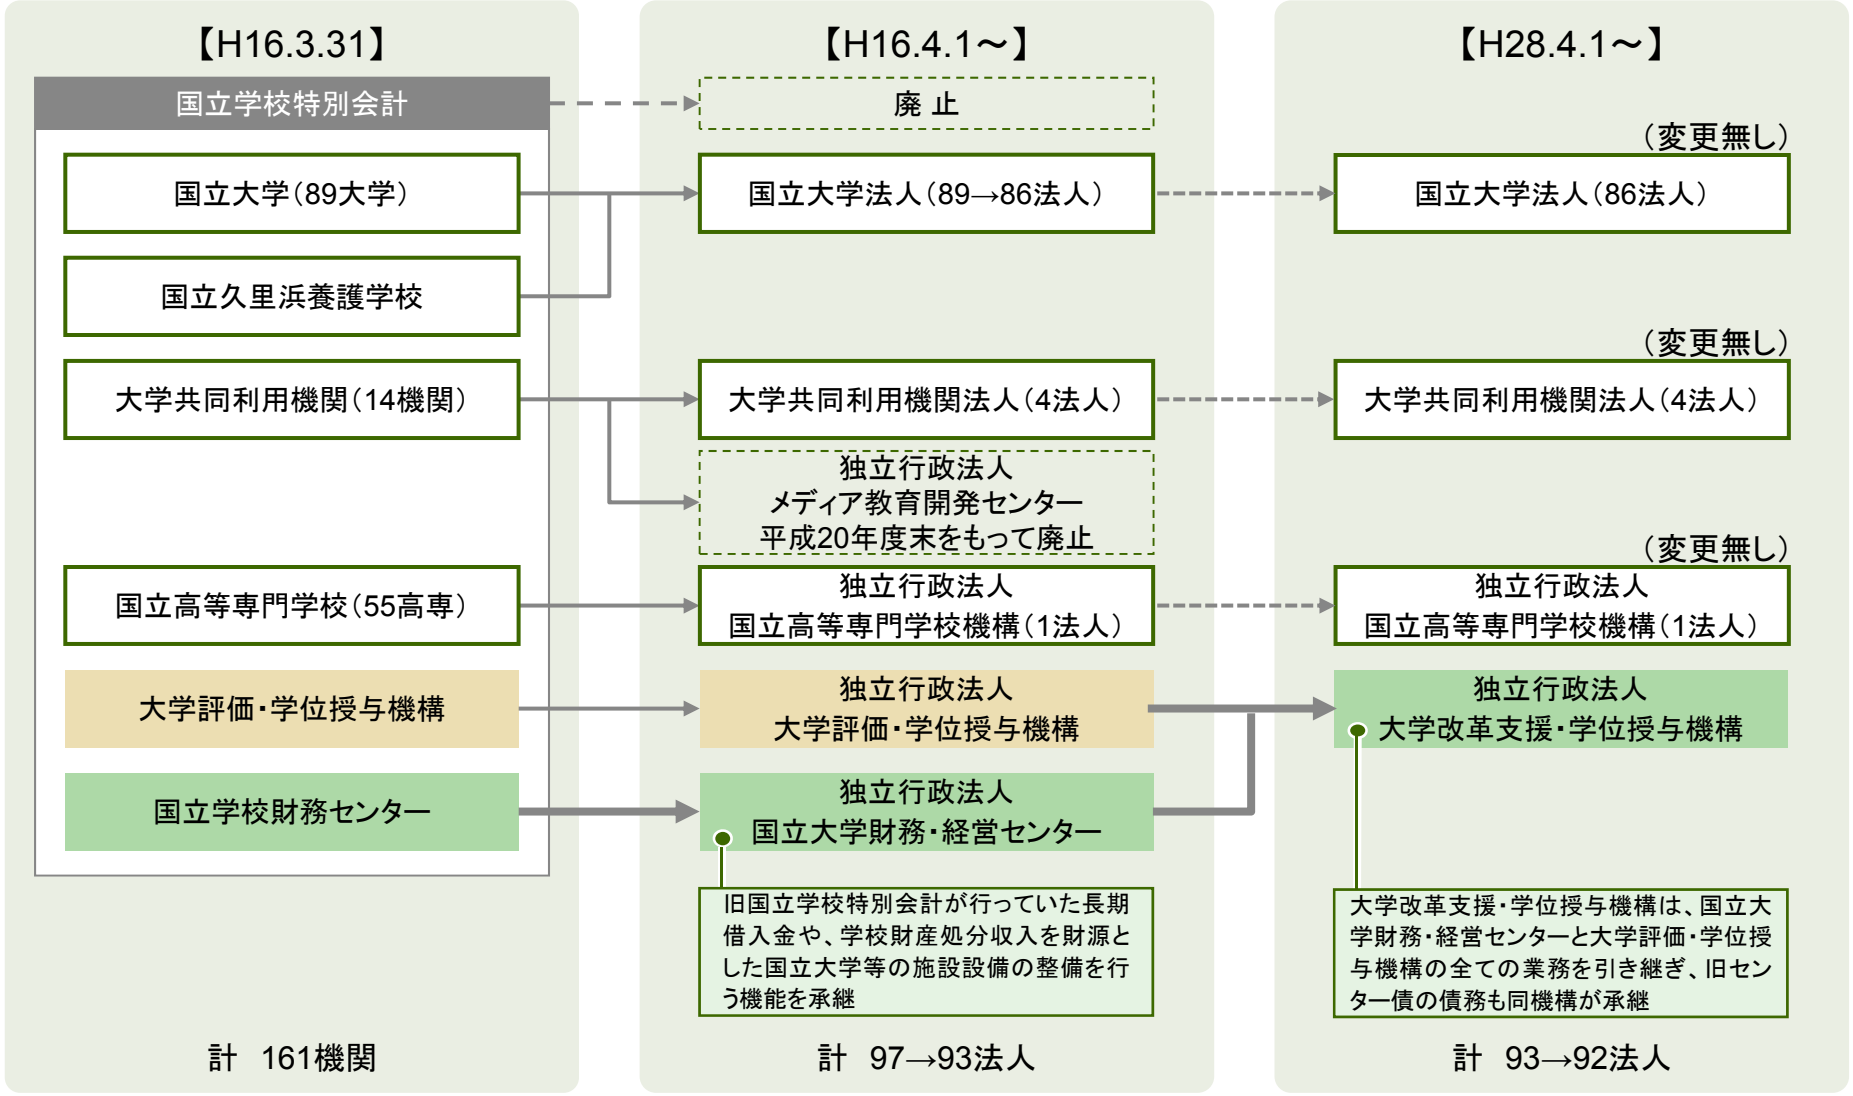 【H16.3.31】
国立学校特別会計
国立大学（89大学）
国立久里浜養護学校
大学共同利用機関（14機関）
国立高等専門学校（55高専）
大学評価・学位授与機構
国立学校財務センター
計　161機関
【H16.4.1～】
廃 止
国立大学法人（89→86法人）
大学共同利用機関法人（4法人）
独立行政法人
メディア教育開発センター
平成20年度末をもって廃止
独立行政法人
国立高等専門学校機構（1法人）
独立行政法人
大学評価・学位授与機構
独立行政法人
国立大学財務・経営センター
旧国立学校特別会計が行っていた長期
借入金や、学校財産処分収入を財源と
した国立大学等の施設設備の整備を行
う機能を承継
計　97→93法人
【H28.4.1～】
（変更無し）
国立大学法人（86法人）
（変更無し）
大学共同利用機関法人（4法人）
（変更無し）
独立行政法人
国立高等専門学校機構（1法人）
独立行政法人
大学改革支援・学位授与機構
大学改革支援・学位授与機構は、国立大
学財務・経営センターと大学評価・学位授
与機構の全ての業務を引き継ぎ、旧セン
ター債の債務も同機構が承継
計　93→92法人